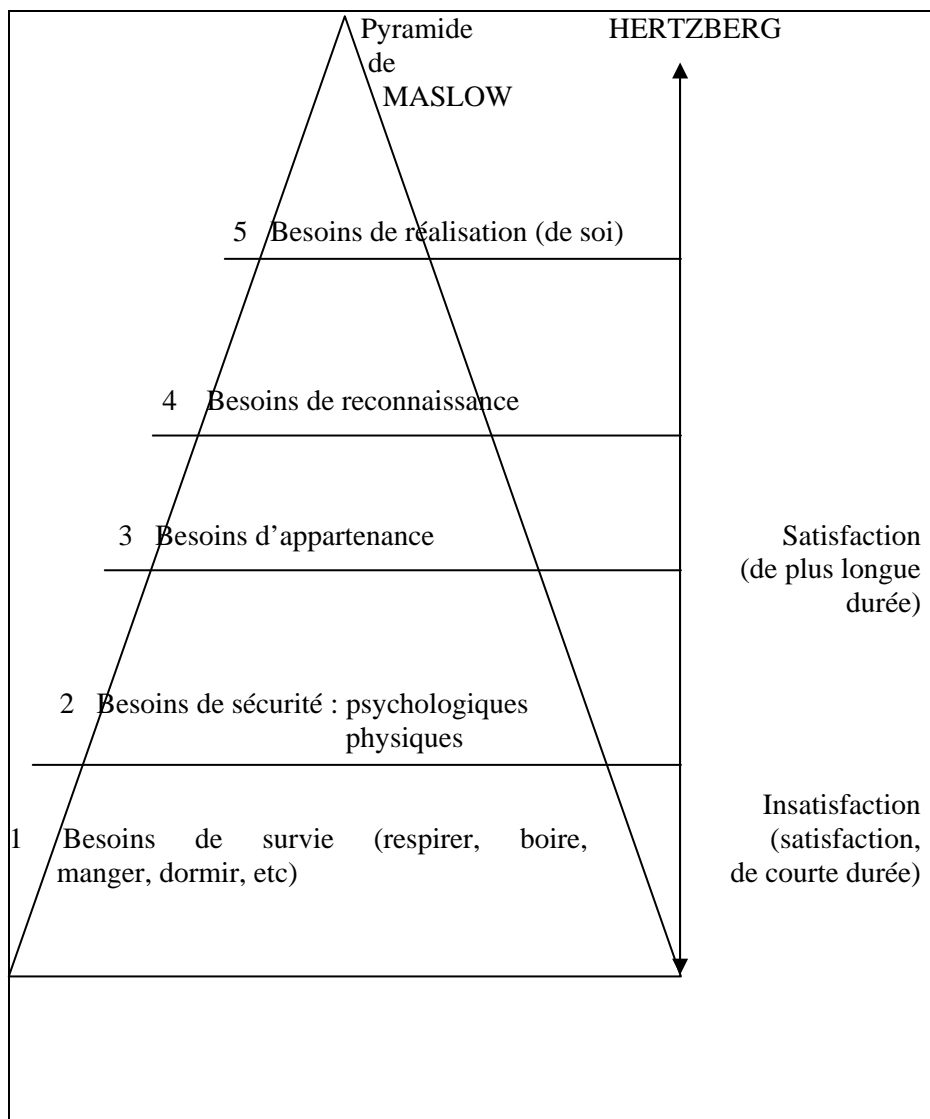 Pyramide
de
MASLOW
HERTZBERG
5 Besoins de réalisation (de soi)
4 Besoins de reconnaissance
3 Besoins d’appartenance
Satisfaction
(de plus longue
durée)
2 Besoins de sécurité : psychologiques
physiques
1 Besoins de survie (respirer, boire,
manger, dormir, etc)
Insatisfaction
(satisfaction,
de courte durée)